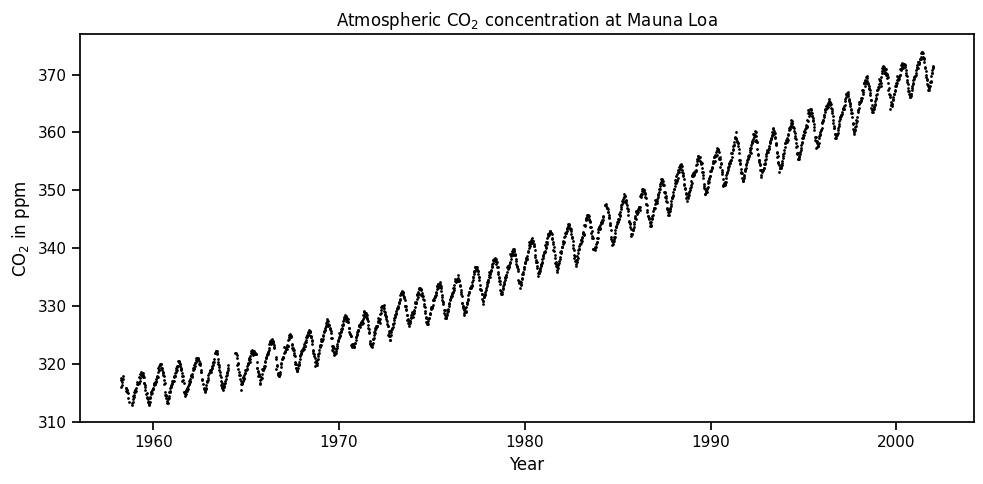 Atmospheric CO₂ concentration at Mauna Loa
370
360
350
340
330
320
310
CO₂ in ppm
1960 1970 1980 1990 2000
Year